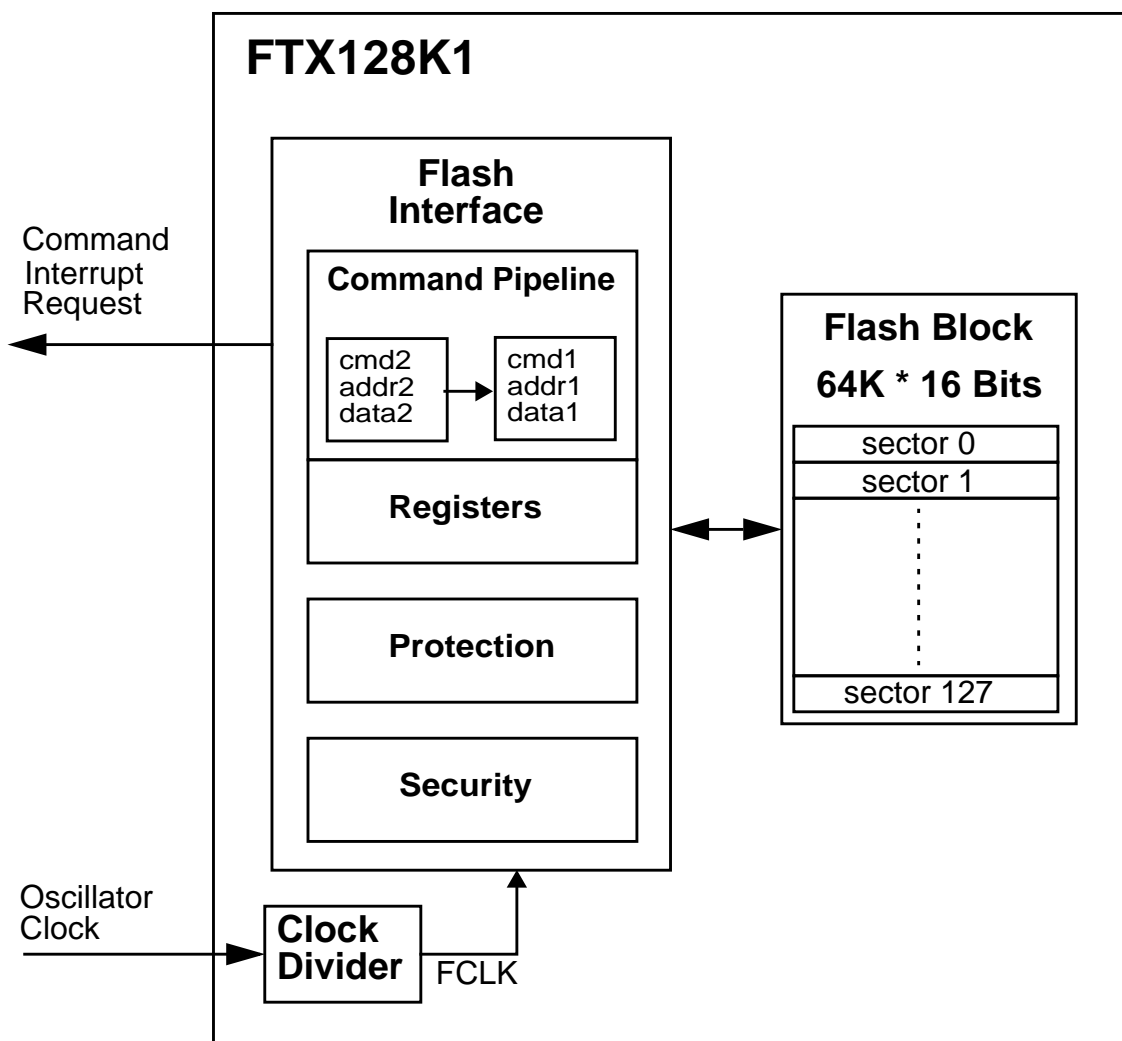 FTX128K1
Flash
Interface
Command
Interrupt
Request
Command Pipeline
cmd2
addr2
data2
cmd1
addr1
data1
Registers
Protection
Security
Flash Block
64K * 16 Bits
sector 0
sector 1
sector 127
Oscillator
Clock
Clock
Divider
FCLK